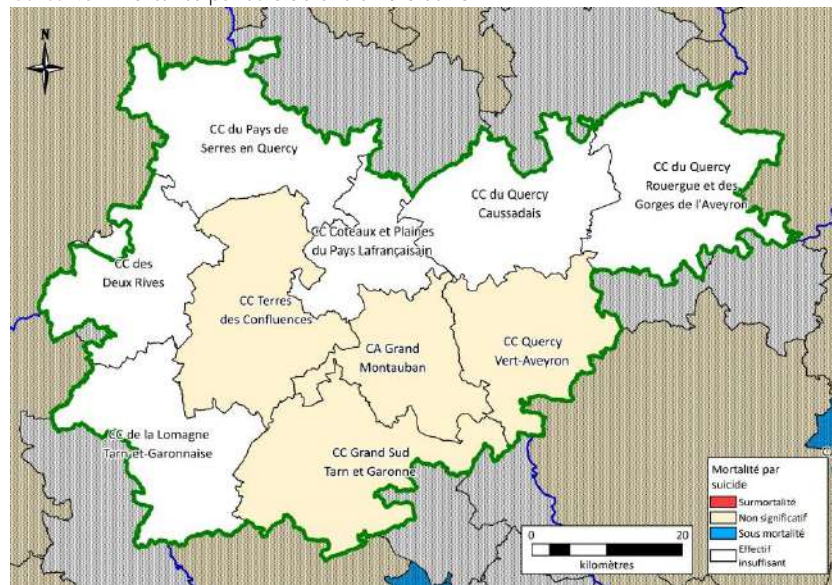 N
CC du Pays de
Serres en Quercy
CC du Quercy
Rouergue et des
Gorges de l'Aveyron
CC du Quercy
Caussadais
CC Coteaux et Plaines
du Pays Lafrançaisain
CC des
Deux Rives
CC Terres
des Confluences
CA Grand
Montauban
CC Quercy
Vert-Aveyron
CC de la Lomagne
Tarn et-Garonnaise
CC Grand Sud
Tarn et Garonne
Mortalité par
suicide
Surmortalité
Non significatif
Sous mortalité
Effectif
insuffisant
0 20
kilomètres